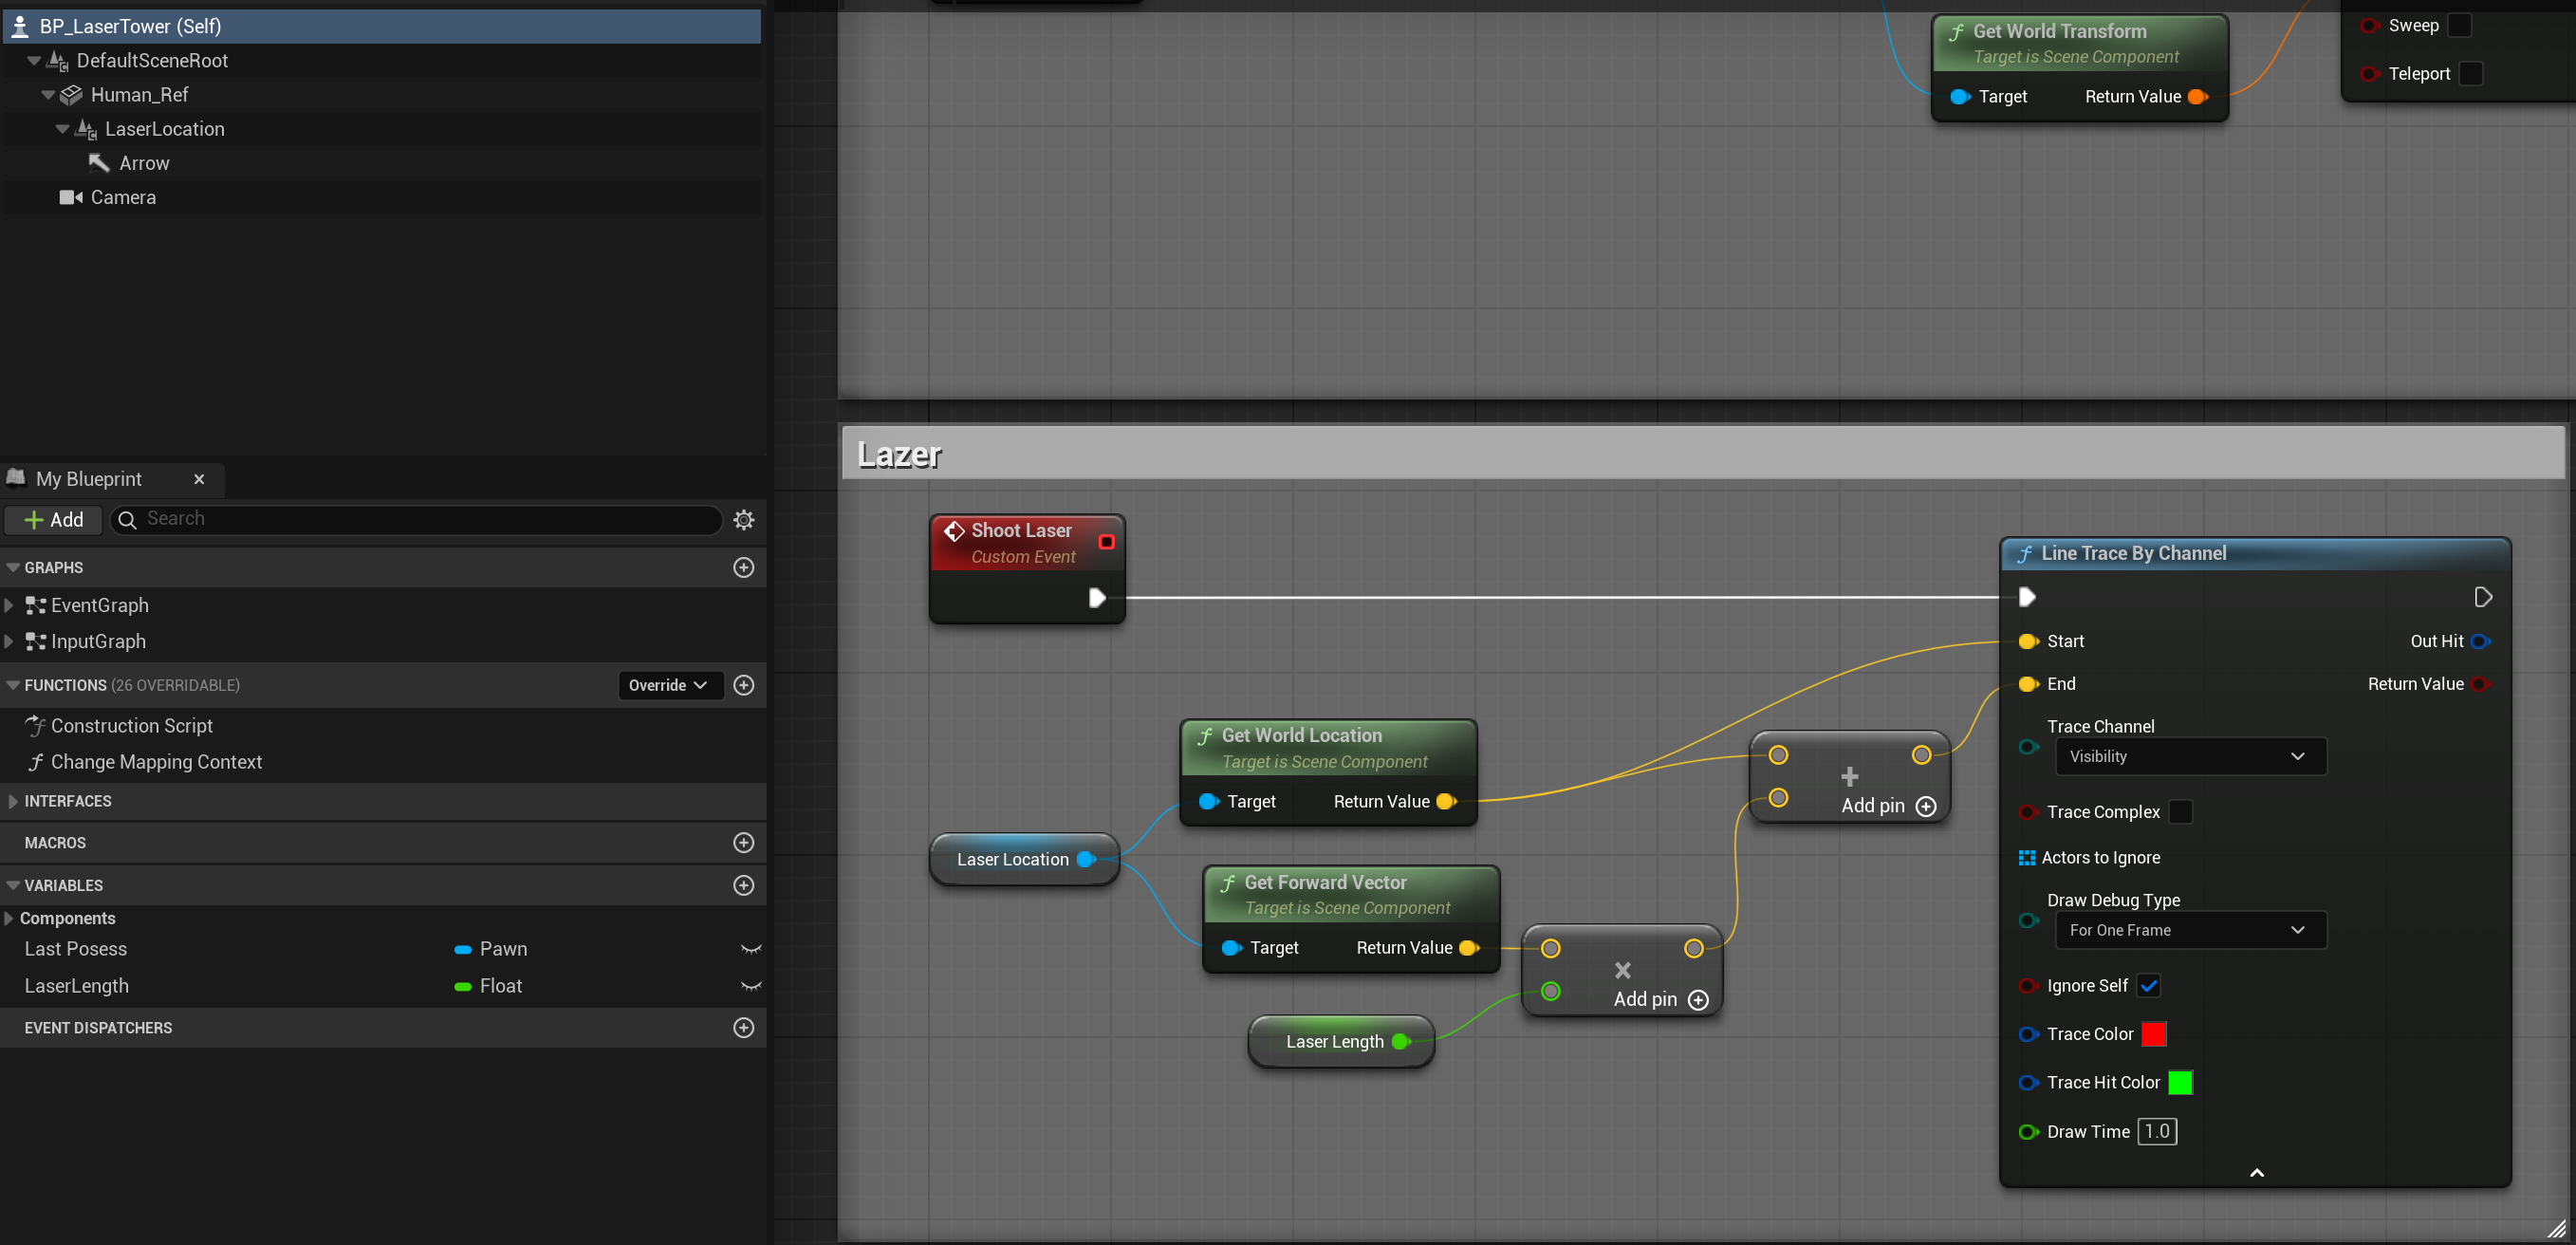 BP_LaserTower (Self)
DefaultSceneRoot
Human_Ref
LaserLocation
Arrow
Camera
My Blueprint
Add
Search
GRAPHS
EventGraph
InputGraph
FUNCTIONS (26 OVERRIDABLE)
Override
Construction Script
Change Mapping Context
INTERFACES
MACROS
VARIABLES
Components
Last Posess
Pawn
LaserLength
Float
EVENT DISPATCHERS
Get World Transform
Target is Scene Component
Target
Return Value
Sweep
Teleport
Lazer
Shoot Laser
Custom Event
Laser Location
Get World Location
Target is Scene Component
Target
Return Value
Get Forward Vector
Target is Scene Component
Target
Return Value
Laser Length
Add pin
Add pin
Line Trace By Channel
Start
Out Hit
End
Return Value
Trace Channel
Visibility
Trace Complex
Actors to Ignore
Draw Debug Type
For One Frame
Ignore Self
Trace Color
Trace Hit Color
Draw Time 1.0